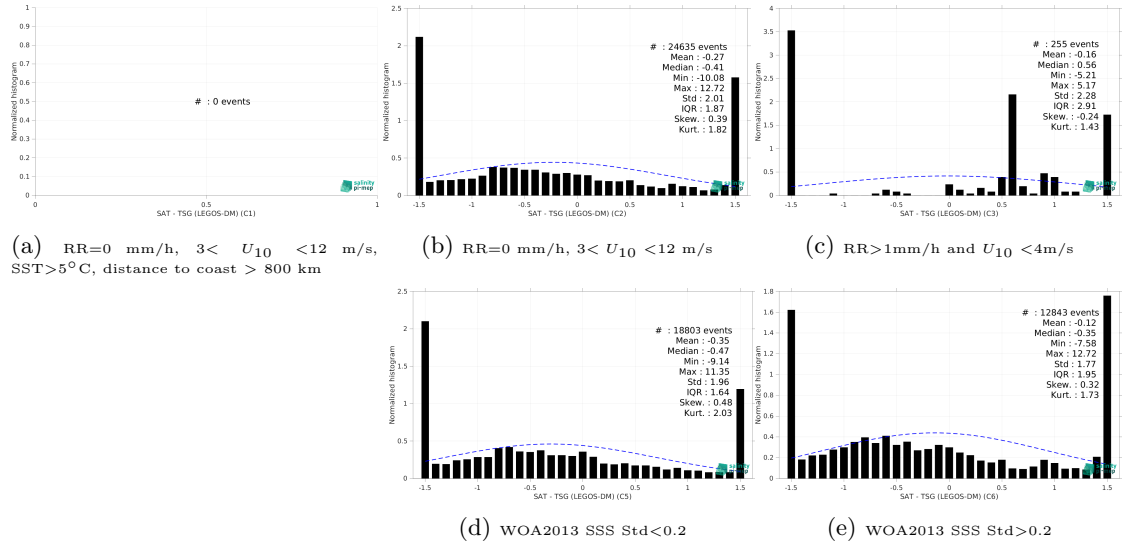 1
0.9
0.8
0.7
0.6
0.5
0.4
0.3
0.2
0.1
0
Normalized histogram
# : 0 events
salinity
pi-mep
0 0.5 1
SAT - TSG (LEGOS-DM) (C1)
(a) RR=0 mm/h, 3< U10 <12 m/s,
SST>5°C, distance to coast > 800 km
2.5
2
1.5
1
0.5
0
Normalized histogram
# : 24635 events
Mean : -0.27
Median : -0.41
Min : -10.08
Max : 12.72
Std : 2.01
IQR : 1.87
Skew. : 0.39
Kurt. : 1.82
salinity
pi-mep
-1.5 -1 -0.5 0 0.5 1 1.5
SAT - TSG (LEGOS-DM) (C2)
(b) RR=0 mm/h, 3< U10 <12 m/s
4
3.5
3
2.5
2
1.5
1
0.5
0
Normalized histogram
# : 255 events
Mean : -0.16
Median : 0.56
Min : -5.21
Max : 5.17
Std : 2.28
IQR : 2.91
Skew. : -0.24
Kurt. : 1.43
salinity
pi-mep
-1.5 -1 -0.5 0 0.5 1 1.5
SAT - TSG (LEGOS-DM) (C3)
(c) RR>1mm/h and U10 <4m/s
2.5
2
1.5
1
0.5
0
Normalized histogram
# : 18803 events
Mean : -0.35
Median : -0.47
Min : -9.14
Max : 11.35
Std : 1.96
IQR : 1.64
Skew. : 0.48
Kurt. : 2.03
salinity
pi-mep
-1.5 -1 -0.5 0 0.5 1 1.5
SAT - TSG (LEGOS-DM) (C5)
(d) WOA2013 SSS Std<0.2
1.8
1.6
1.4
1.2
1
0.8
0.6
0.4
0.2
0
Normalized histogram
# : 12843 events
Mean : -0.12
Median : -0.35
Min : -7.58
Max : 12.72
Std : 1.77
IQR : 1.95
Skew. : 0.32
Kurt. : 1.73
salinity
pi-mep
-1.5 -1 -0.5 0 0.5 1 1.5
SAT - TSG (LEGOS-DM) (C6)
(e) WOA2013 SSS Std>0.2